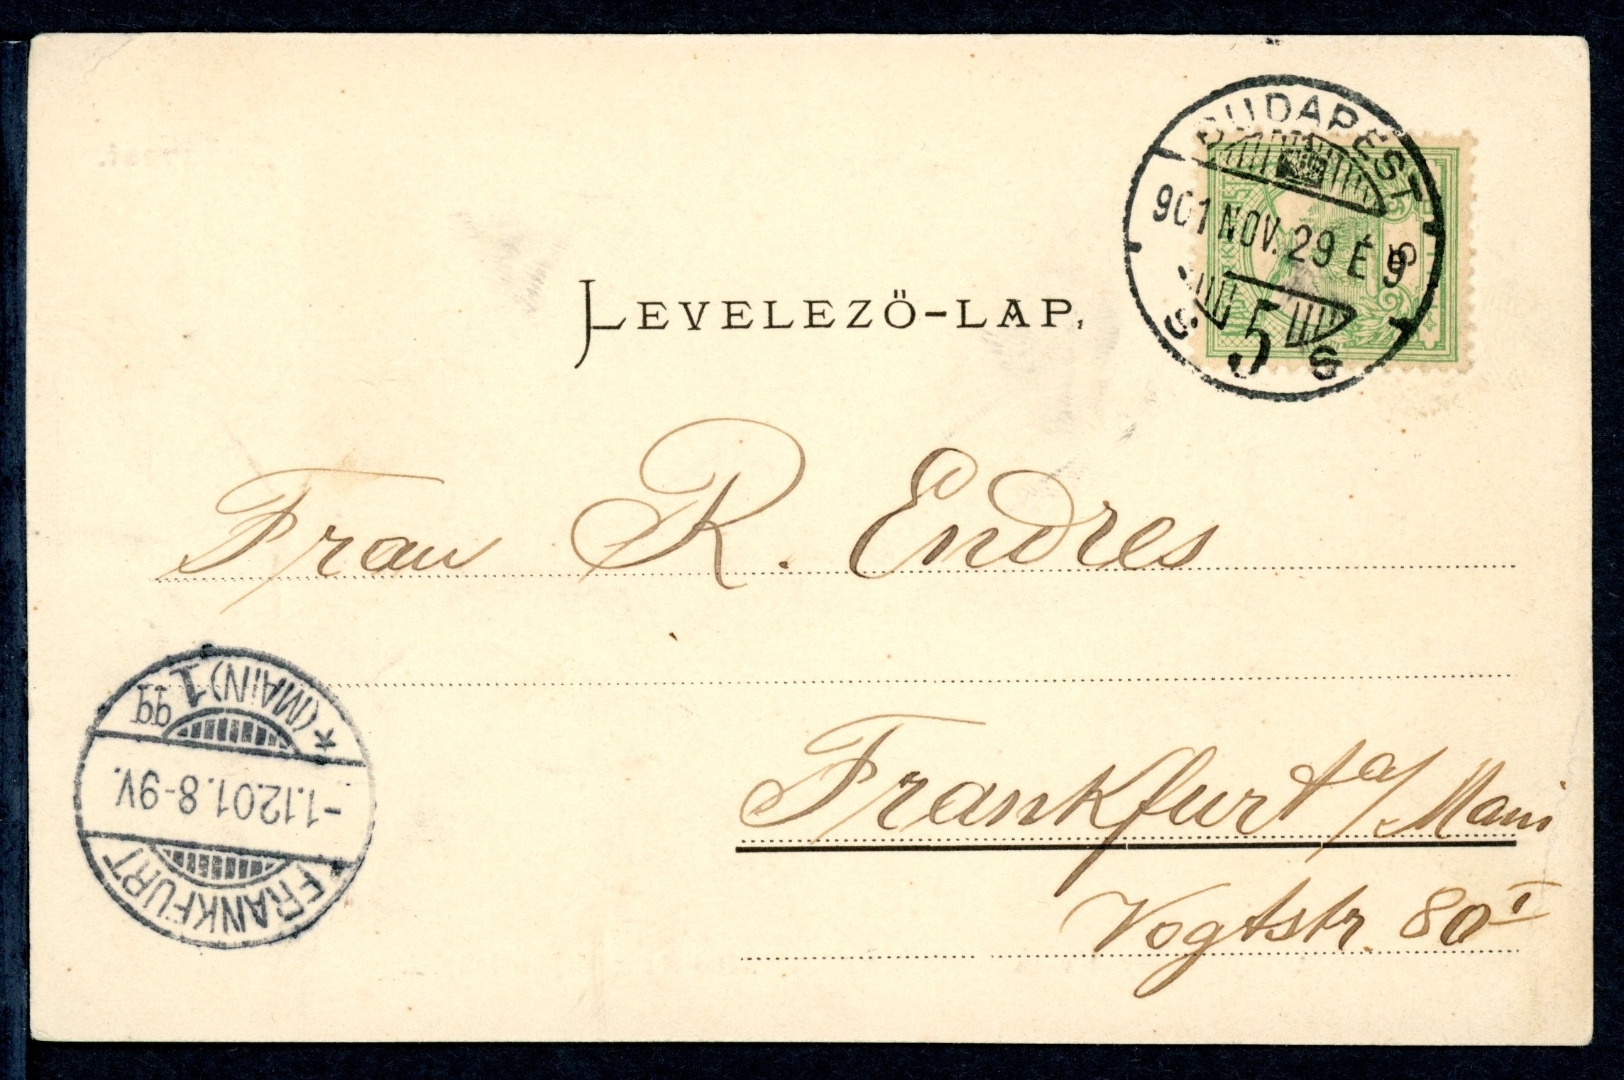 BUDAPEST
901 NOV. 29 É 9
S 5 S
LEVELEZÖ-LAP.
Frau R. Endres
Frankfurt a/Main
Vogtstr. 80 I
FRANKFURT
-1.12.01.8-9V.
*(MAIN) 1